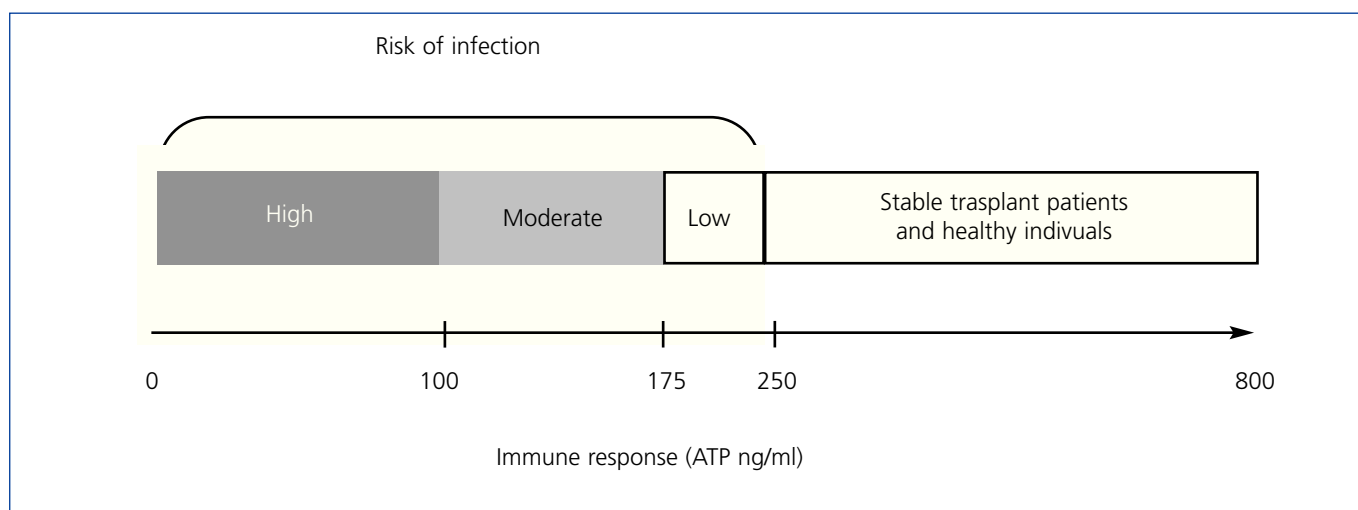 Risk of infection
High
Moderate
Low
Stable trasplant patients
and healthy indivuals
0
100
175
250
800
Immune response (ATP ng/ml)